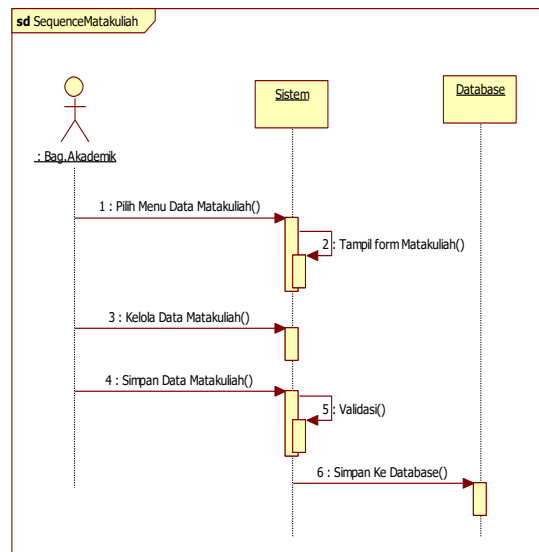 sd SequenceMatakuliah
Sistem
Database
: Bag.Akademik
1 : Pilih Menu Data Matakuliah()
2 : Tampil form Matakuliah()
3 : Kelola Data Matakuliah()
4 : Simpan Data Matakuliah()
5 : Validasi()
6 : Simpan Ke Database()